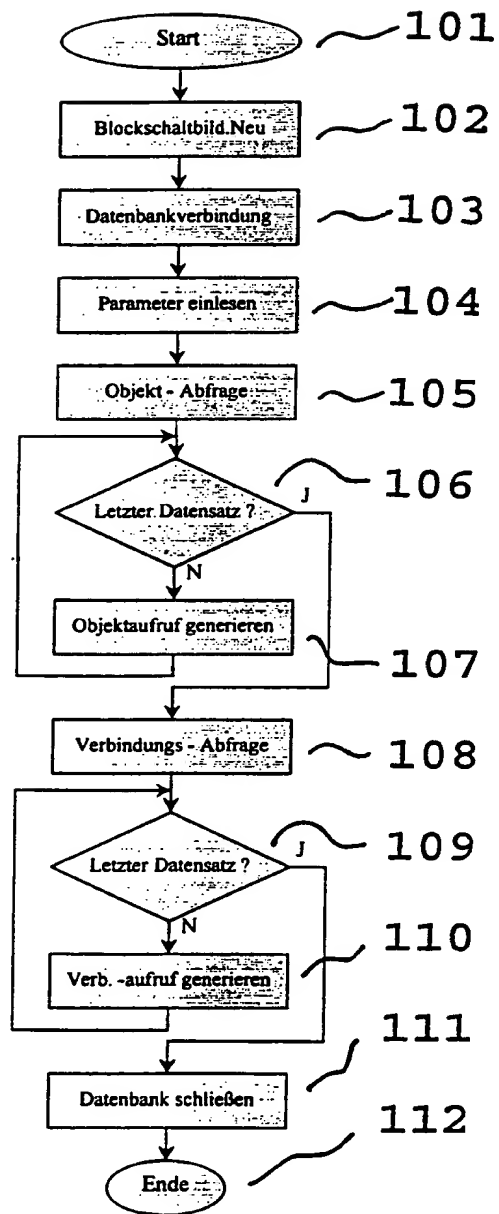 Start 101
Blockschaltbild.Neu 102
Datenbankverbindung 103
Parameter einlesen 104
Objekt - Abfrage 105
Letzter Datensatz ? J 106
N
Objektaufruf generieren 107
Verbindungs - Abfrage 108
Letzter Datensatz ? J 109
N
Verb. -aufruf generieren 110
Datenbank schließen 111
Ende 112